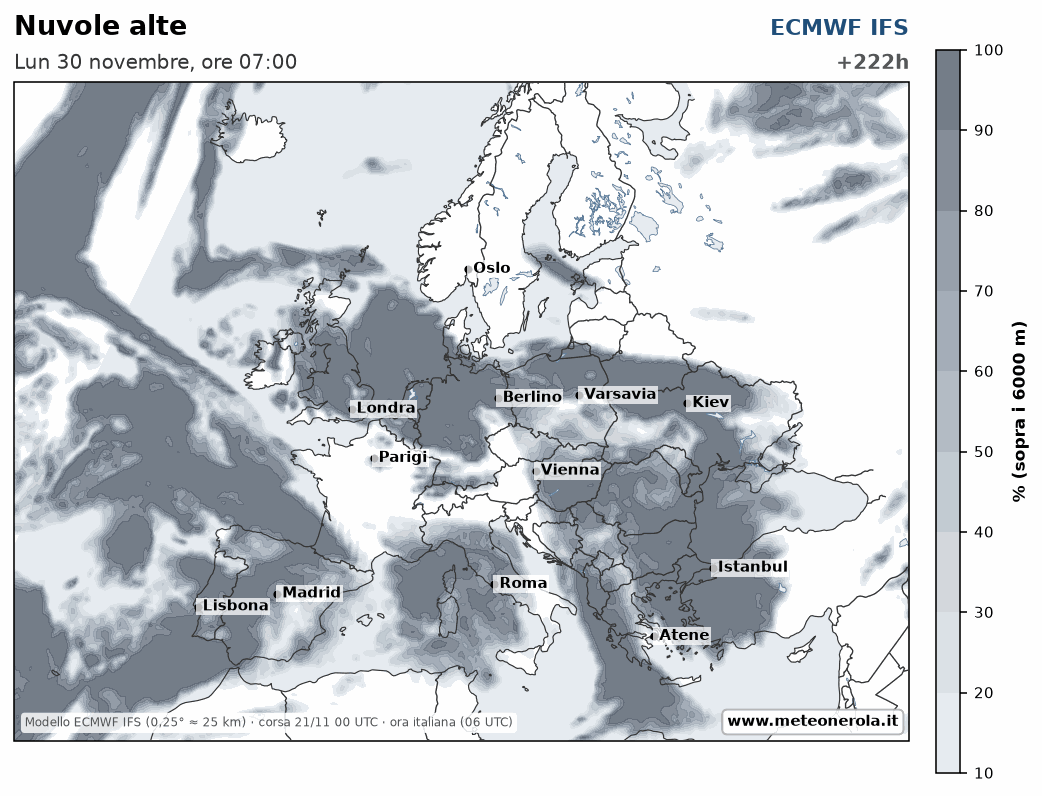 Nuvole alte
ECMWF IFS
Lun 30 novembre, ore 07:00
+222h
100
90
80
70
60
50
40
30
20
10
% (sopra i 6000 m)
Oslo
Londra
Berlino
Varsavia
Kiev
Parigi
Vienna
Istanbul
Roma
Madrid
Lisbona
Atene
Modello ECMWF IFS (0,25° ≈ 25 km) · corsa 21/11 00 UTC · ora italiana (06 UTC)
www.meteonerola.it